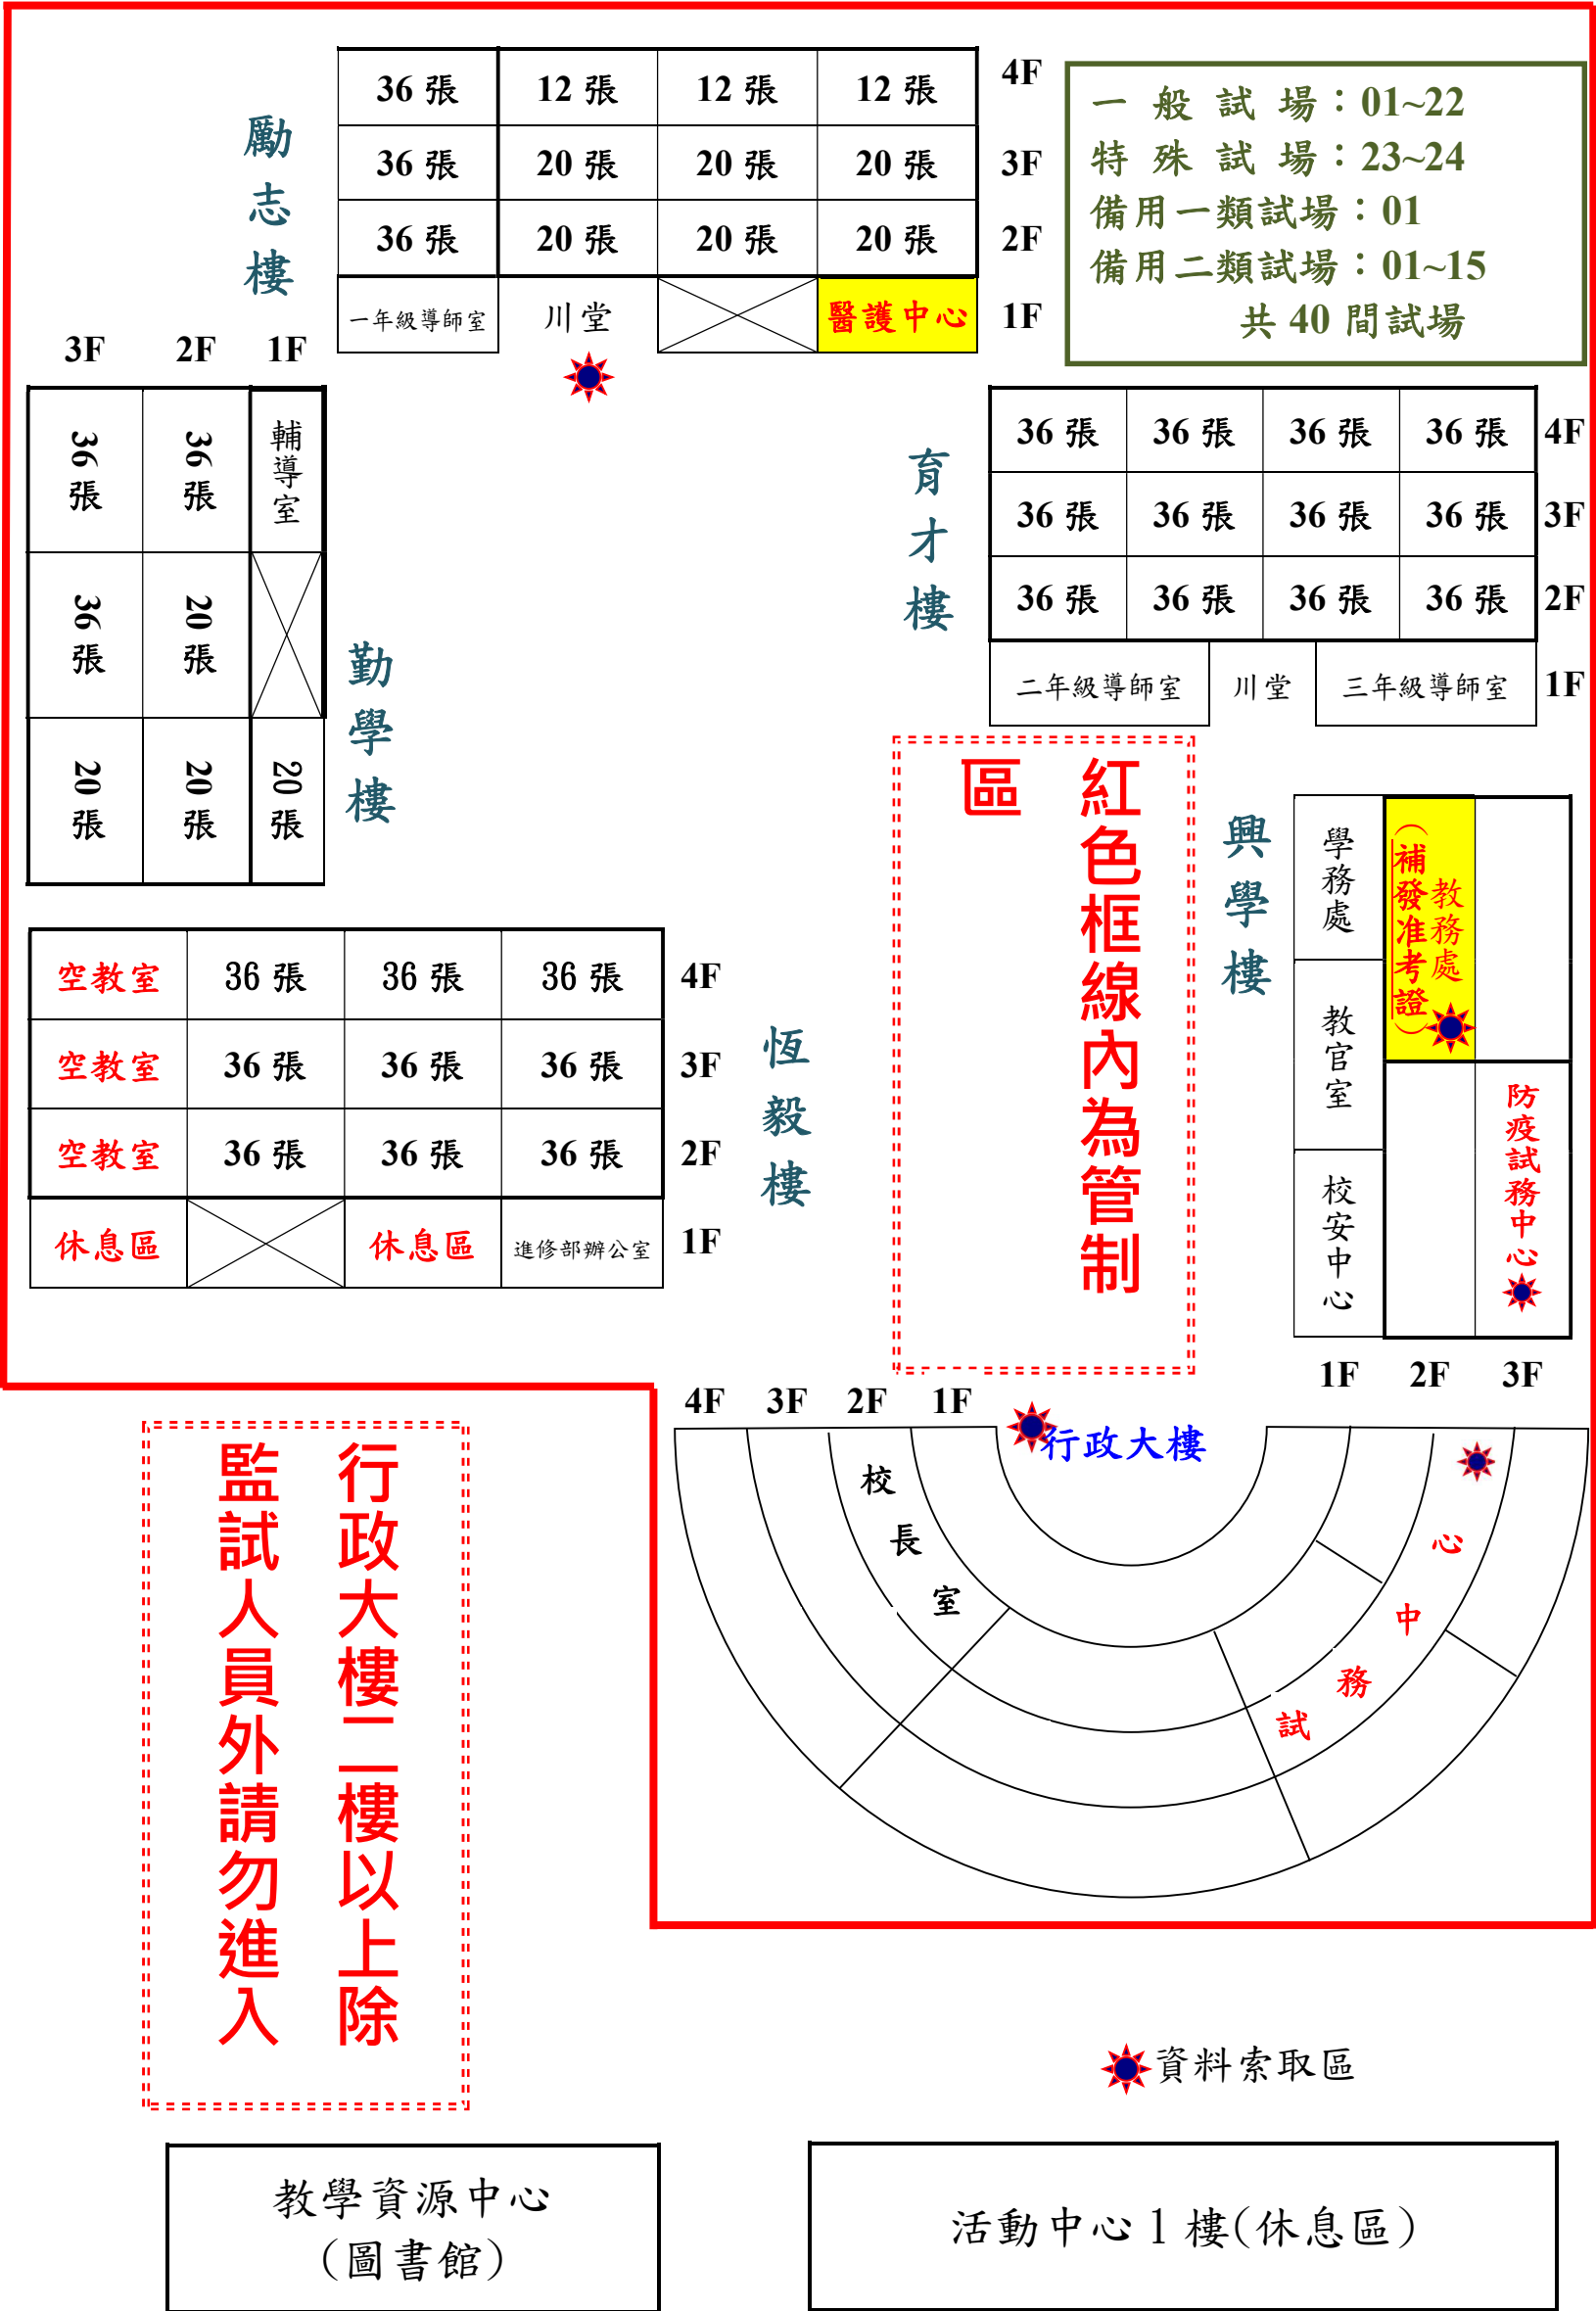 36 張 12 張 12 張 12 張 4F
36 張 20 張 20 張 20 張 3F
36 張 20 張 20 張 20 張 2F
一年級導師室 川堂 醫護中心 1F
勵志樓
一 般 試 場：01~22
特 殊 試 場：23~24
備用一類試場：01
備用二類試場：01~15
共 40 間試場
3F 2F 1F
36 張 36 張 輔導室
36 張 20 張
20 張 20 張 20 張
勤學樓
育才樓
36 張 36 張 36 張 36 張 4F
36 張 36 張 36 張 36 張 3F
36 張 36 張 36 張 36 張 2F
二年級導師室 川堂 三年級導師室 1F
紅色框線內為管制
區
興學樓
學務處
教官室
校安中心
教務處
（補發准考證）
防疫試務中心
1F 2F 3F
空教室 36 張 36 張 36 張 4F
空教室 36 張 36 張 36 張 3F
空教室 36 張 36 張 36 張 2F
休息區 休息區 進修部辦公室 1F
恆毅樓
4F 3F 2F 1F
行政大樓
校長室
試務中心
行政大樓二樓以上除
監試人員外請勿進入
資料索取區
教學資源中心
(圖書館)
活動中心 1 樓(休息區)